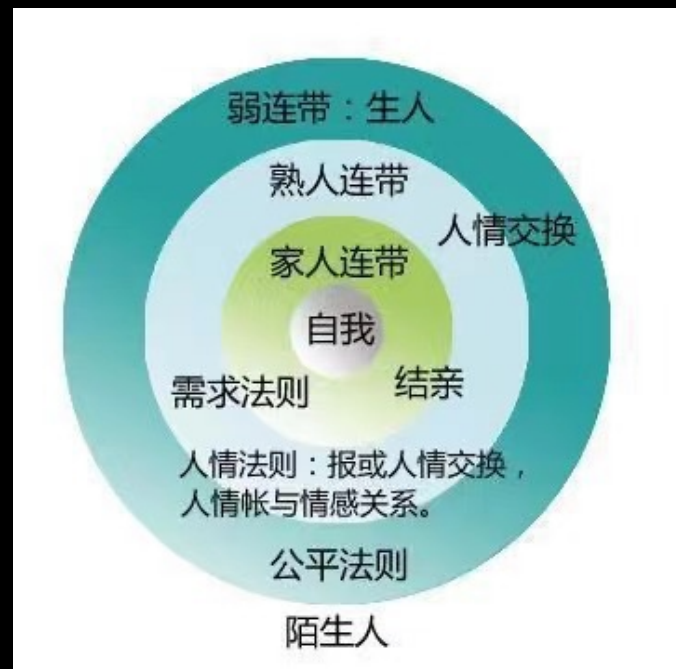 弱连带：生人
熟人连带
人情交换
家人连带
自我
需求法则
结亲
人情法则：报或人情交换，
人情帐与情感关系。
公平法则
陌生人